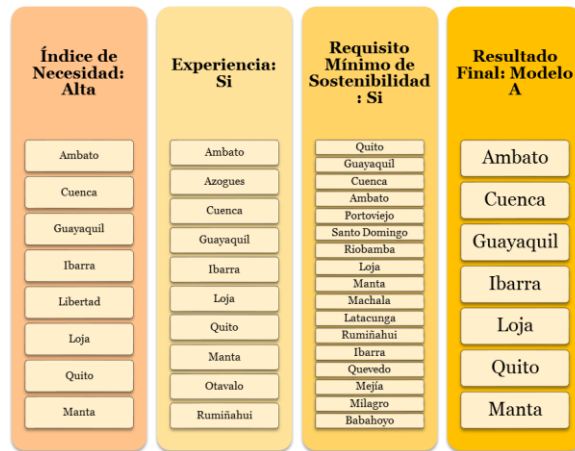 Índice de
Necesidad:
Alta
Ambato
Cuenca
Guayaquil
Ibarra
Libertad
Loja
Quito
Manta
Experiencia:
Si
Ambato
Azogues
Cuenca
Guayaquil
Ibarra
Loja
Quito
Manta
Otavalo
Rumiñahui
Requisito
Mínimo de
Sostenibilidad
: Si
Quito
Guayaquil
Cuenca
Ambato
Portoviejo
Santo Domingo
Riobamba
Loja
Manta
Machala
Latacunga
Rumiñahui
Ibarra
Quevedo
Mejía
Milagro
Babahoyo
Resultado
Final: Modelo
A
Ambato
Cuenca
Guayaquil
Ibarra
Loja
Quito
Manta